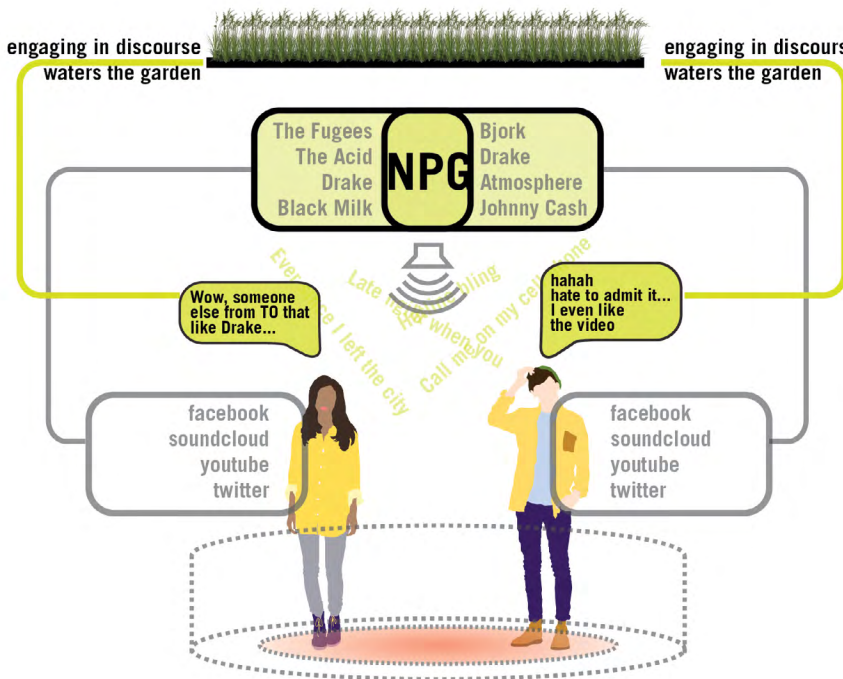 engaging in discourse
waters the garden
engaging in discours
waters the garden
The Fugees
The Acid
Drake
Black Milk
NPG
Bjork
Drake
Atmosphere
Johnny Cash
I left the city
Late night when you
bling
Call me on my cell phone
Wow, someone
else from TO that
like Drake...
hahah
hate to admit it...
I even like
the video
facebook
soundcloud
youtube
twitter
facebook
soundcloud
youtube
twitter